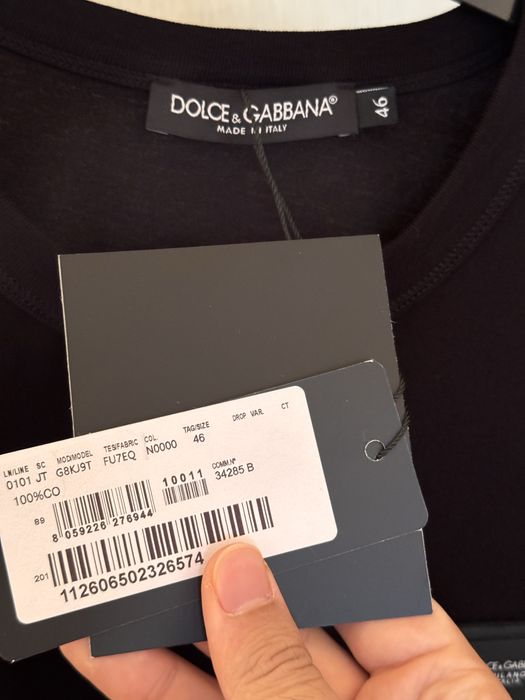 DOLCE & GABBANA®
MADE IN ITALY
46
LN/LINE SC MOD/MODEL TES/FABRIC COL. TAG/SIZE DROP VAR. CT
0101 JT G8KJ9T FU7EQ N0000 46
100%CO
10011
COMM.N°
34285 B
89
8 059226 276944
201
112606502326574